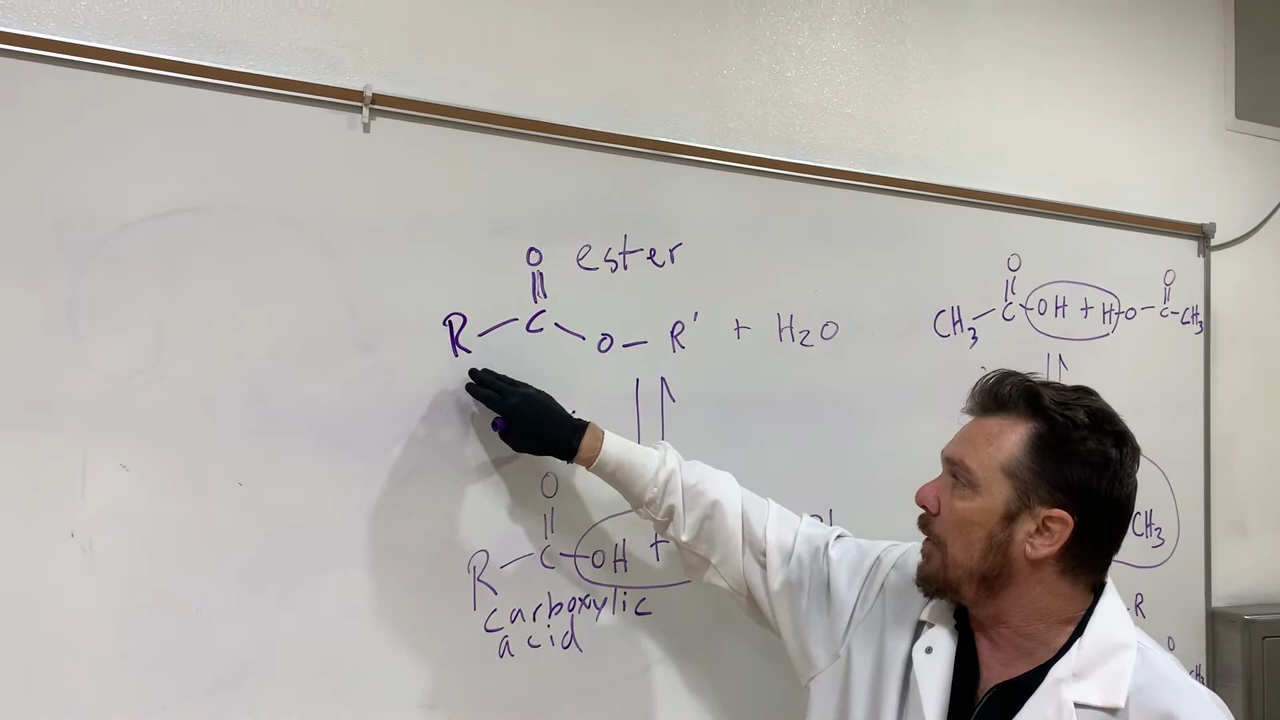 O ester
R — C — O — R' + H₂O
O
R — C — OH +
carboxylic
acid
O O
CH₃ — C — OH + H — O — C — CH₃
CH₃
R
O